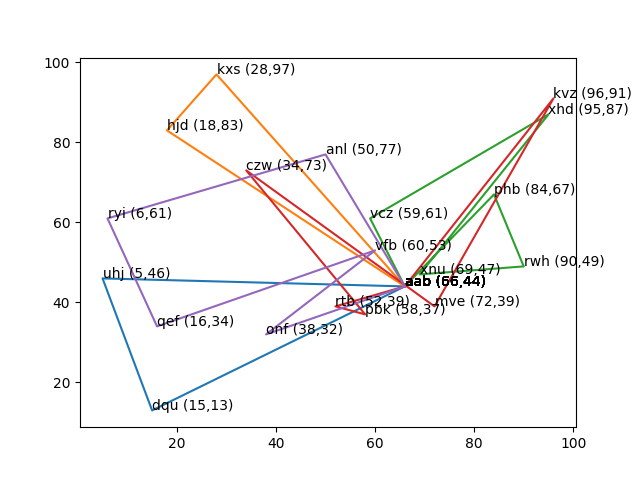 100
80
60
40
20
20
40
60
80
100
kxs (28,97)
kvz (96,91)
xhd (95,87)
hjd (18,83)
anl (50,77)
czw (34,73)
phb (84,67)
ryi (6,61)
vcz (59,61)
vfb (60,53)
rwh (90,49)
xnu (69,47)
uhj (5,46)
aab (66,44)
rtb (52,39)
mve (72,39)
pbk (58,37)
qef (16,34)
onf (38,32)
dqu (15,13)